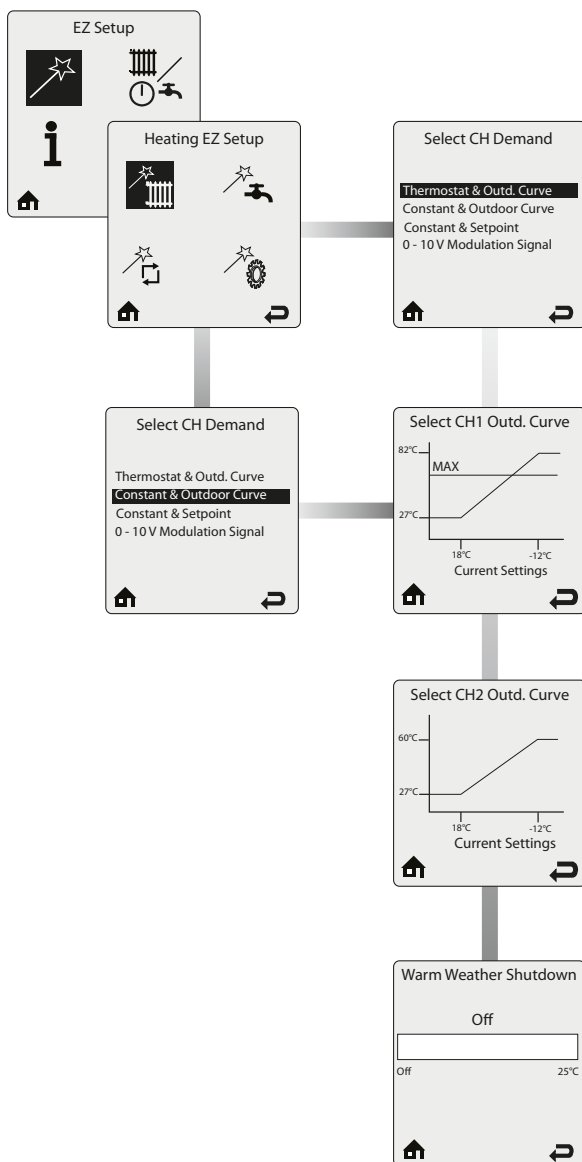 EZ Setup
Heating EZ Setup
Select CH Demand
Thermostat & Outd. Curve
Constant & Outdoor Curve
Constant & Setpoint
0 - 10 V Modulation Signal
Select CH Demand
Thermostat & Outd. Curve
Constant & Outdoor Curve
Constant & Setpoint
0 - 10 V Modulation Signal
Select CH1 Outd. Curve
82°C
MAX
27°C
18°C -12°C
Current Settings
Select CH2 Outd. Curve
60°C
27°C
18°C -12°C
Current Settings
Warm Weather Shutdown
Off
Off 25°C